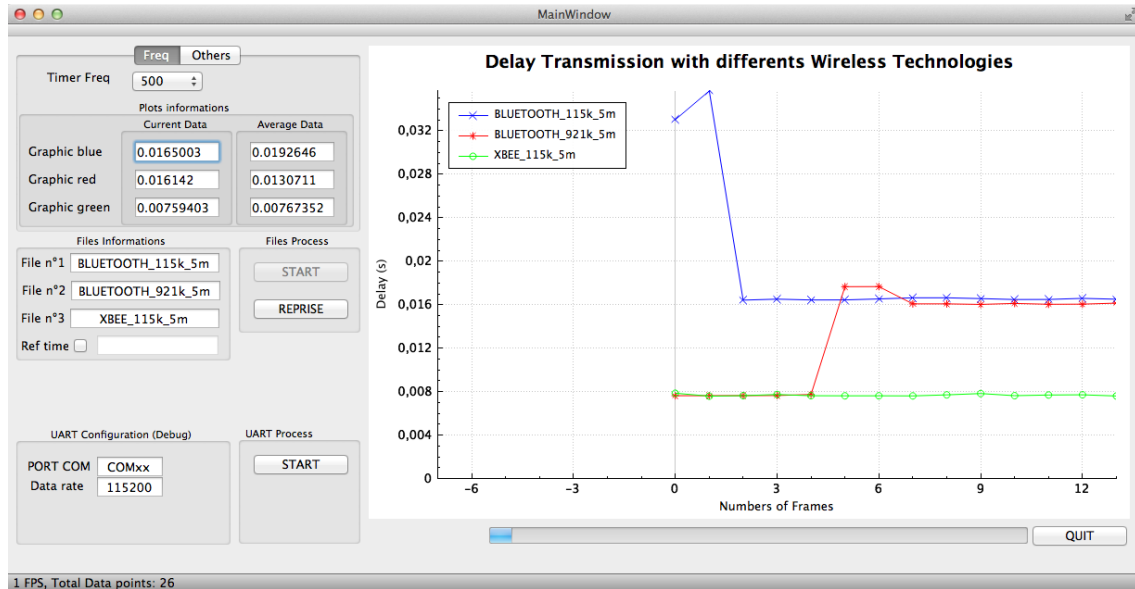 MainWindow
Freq Others
Timer Freq 500
Plots informations
Current Data Average Data
Graphic blue 0.0165003 0.0192646
Graphic red 0.016142 0.0130711
Graphic green 0.00759403 0.00767352
Files Informations Files Process
File n°1 BLUETOOTH_115k_5m START
File n°2 BLUETOOTH_921k_5m
File n°3 XBEE_115k_5m REPRISE
Ref time
UART Configuration (Debug) UART Process
PORT COM COMxx START
Data rate 115200
Delay Transmission with differents Wireless Technologies
BLUETOOTH_115k_5m
BLUETOOTH_921k_5m
XBEE_115k_5m
0,032
0,028
0,024
0,02
0,016
0,012
0,008
0,004
0
Delay (s)
-6 -3 0 3 6 9 12
Numbers of Frames
QUIT
1 FPS, Total Data points: 26